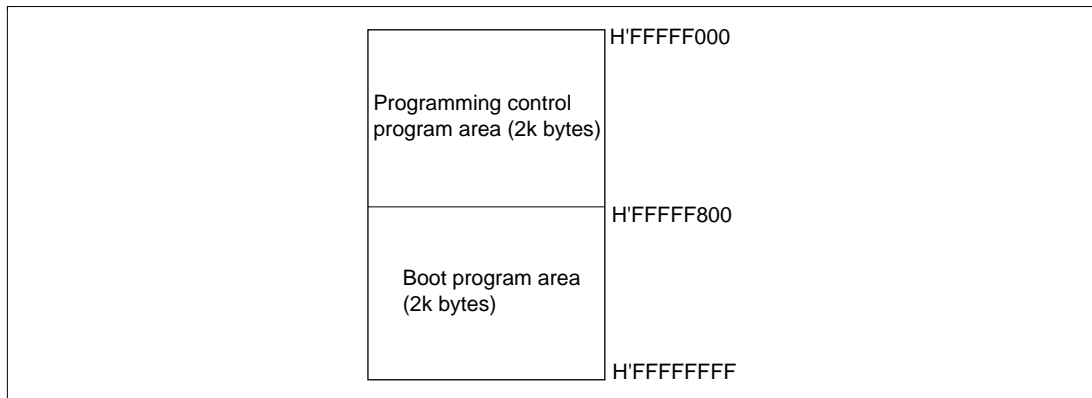 H'FFFFF000
Programming control
program area (2k bytes)
H'FFFFF800
Boot program area
(2k bytes)
H'FFFFFFFF